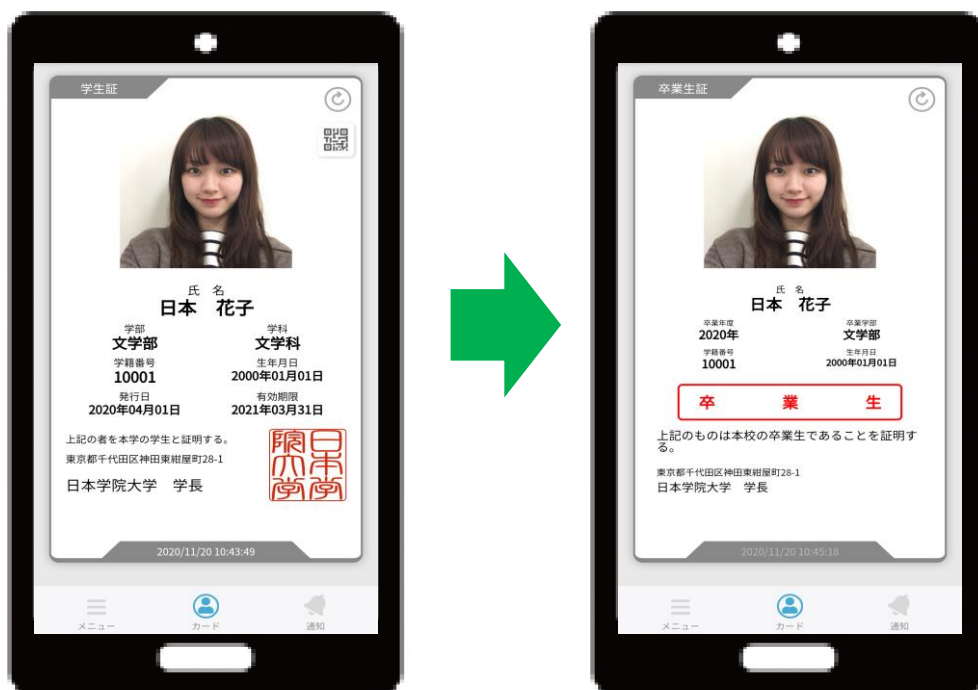 学生証
氏 名
日本 花子
学部 学科
文学部 文学科
学籍番号 生年月日
10001 2000年01月01日
発行日 有効期限
2020年04月01日 2021年03月31日
上記の者を本学の学生と証明する。
東京都千代田区神田東紺屋町28-1
日本学院大学 学長
日本学
院大学
2020/11/20 10:43:49
メニュー カード 通知
卒業生証
氏 名
日本 花子
卒業年度 卒業学部
2020年 文学部
学籍番号 生年月日
10001 2000年01月01日
卒 業 生
上記のものは本校の卒業生であることを証明す
る。
東京都千代田区神田東紺屋町28-1
日本学院大学 学長
2020/11/20 10:45:18
メニュー カード 通知